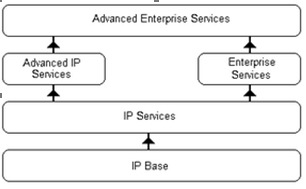 Advanced Enterprise Services
Advanced IP
Services
Enterprise
Services
IP Services
IP Base